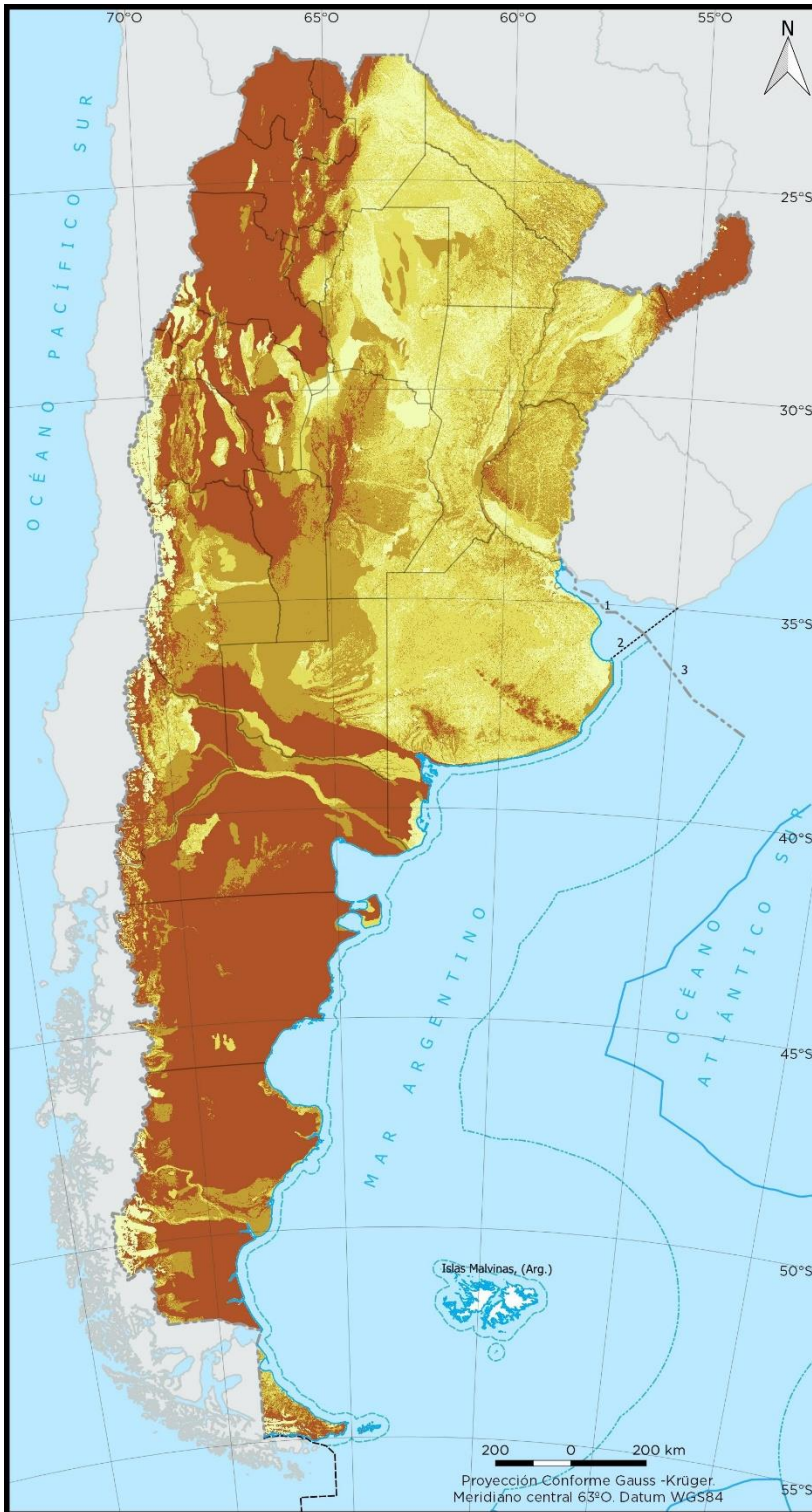 70°O
65°O
60°O
55°O
N
25°S
30°S
35°S
40°S
45°S
50°S
55°S
OCÉANO PACÍFICO SUR
1
2
3
OCÉANO
ATLÁNTICO SUR
MAR ARGENTINO
Islas Malvinas, (Arg.)
200 0 200 km
Proyección Conforme Gauss -Krüger.
Meridiano central 63ºO. Datum WGS84